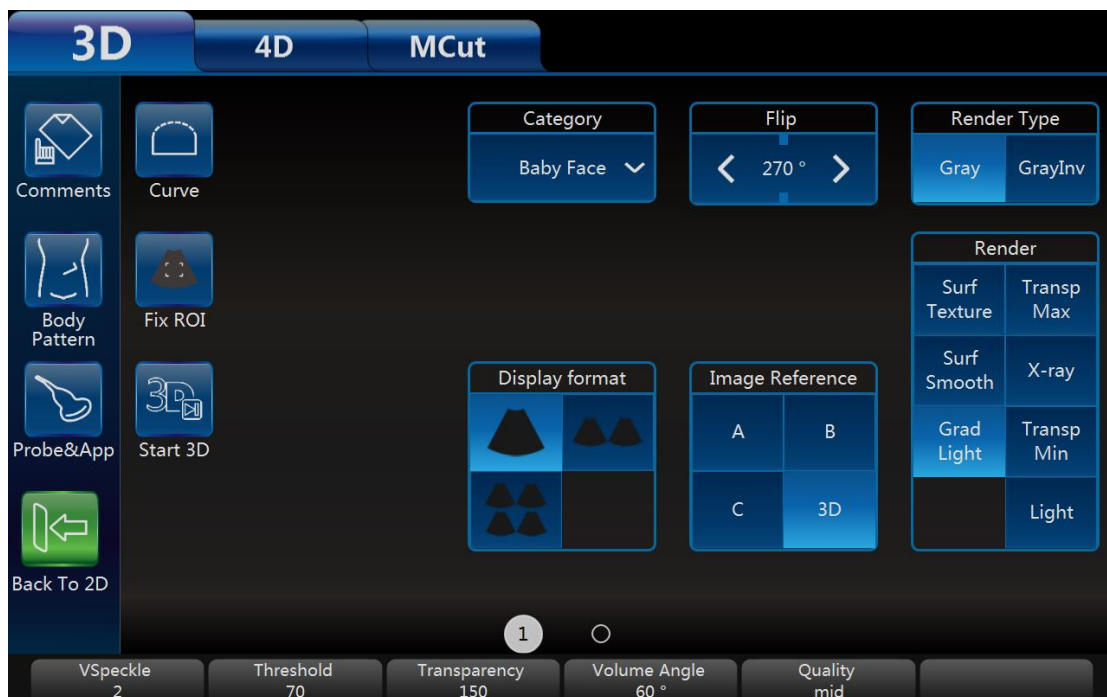 3D
4D
MCut
Comments
Curve
Category
Baby Face
Flip
270 °
Render Type
Gray
GrayInv
Body
Pattern
Fix ROI
Render
Surf
Texture
Transp
Max
Surf
Smooth
X-ray
Grad
Light
Transp
Min
Light
Probe&App
3D
Start 3D
Display format
Image Reference
A
B
C
3D
Back To 2D
1
VSpeckle
2
Threshold
70
Transparency
150
Volume Angle
60 °
Quality
mid